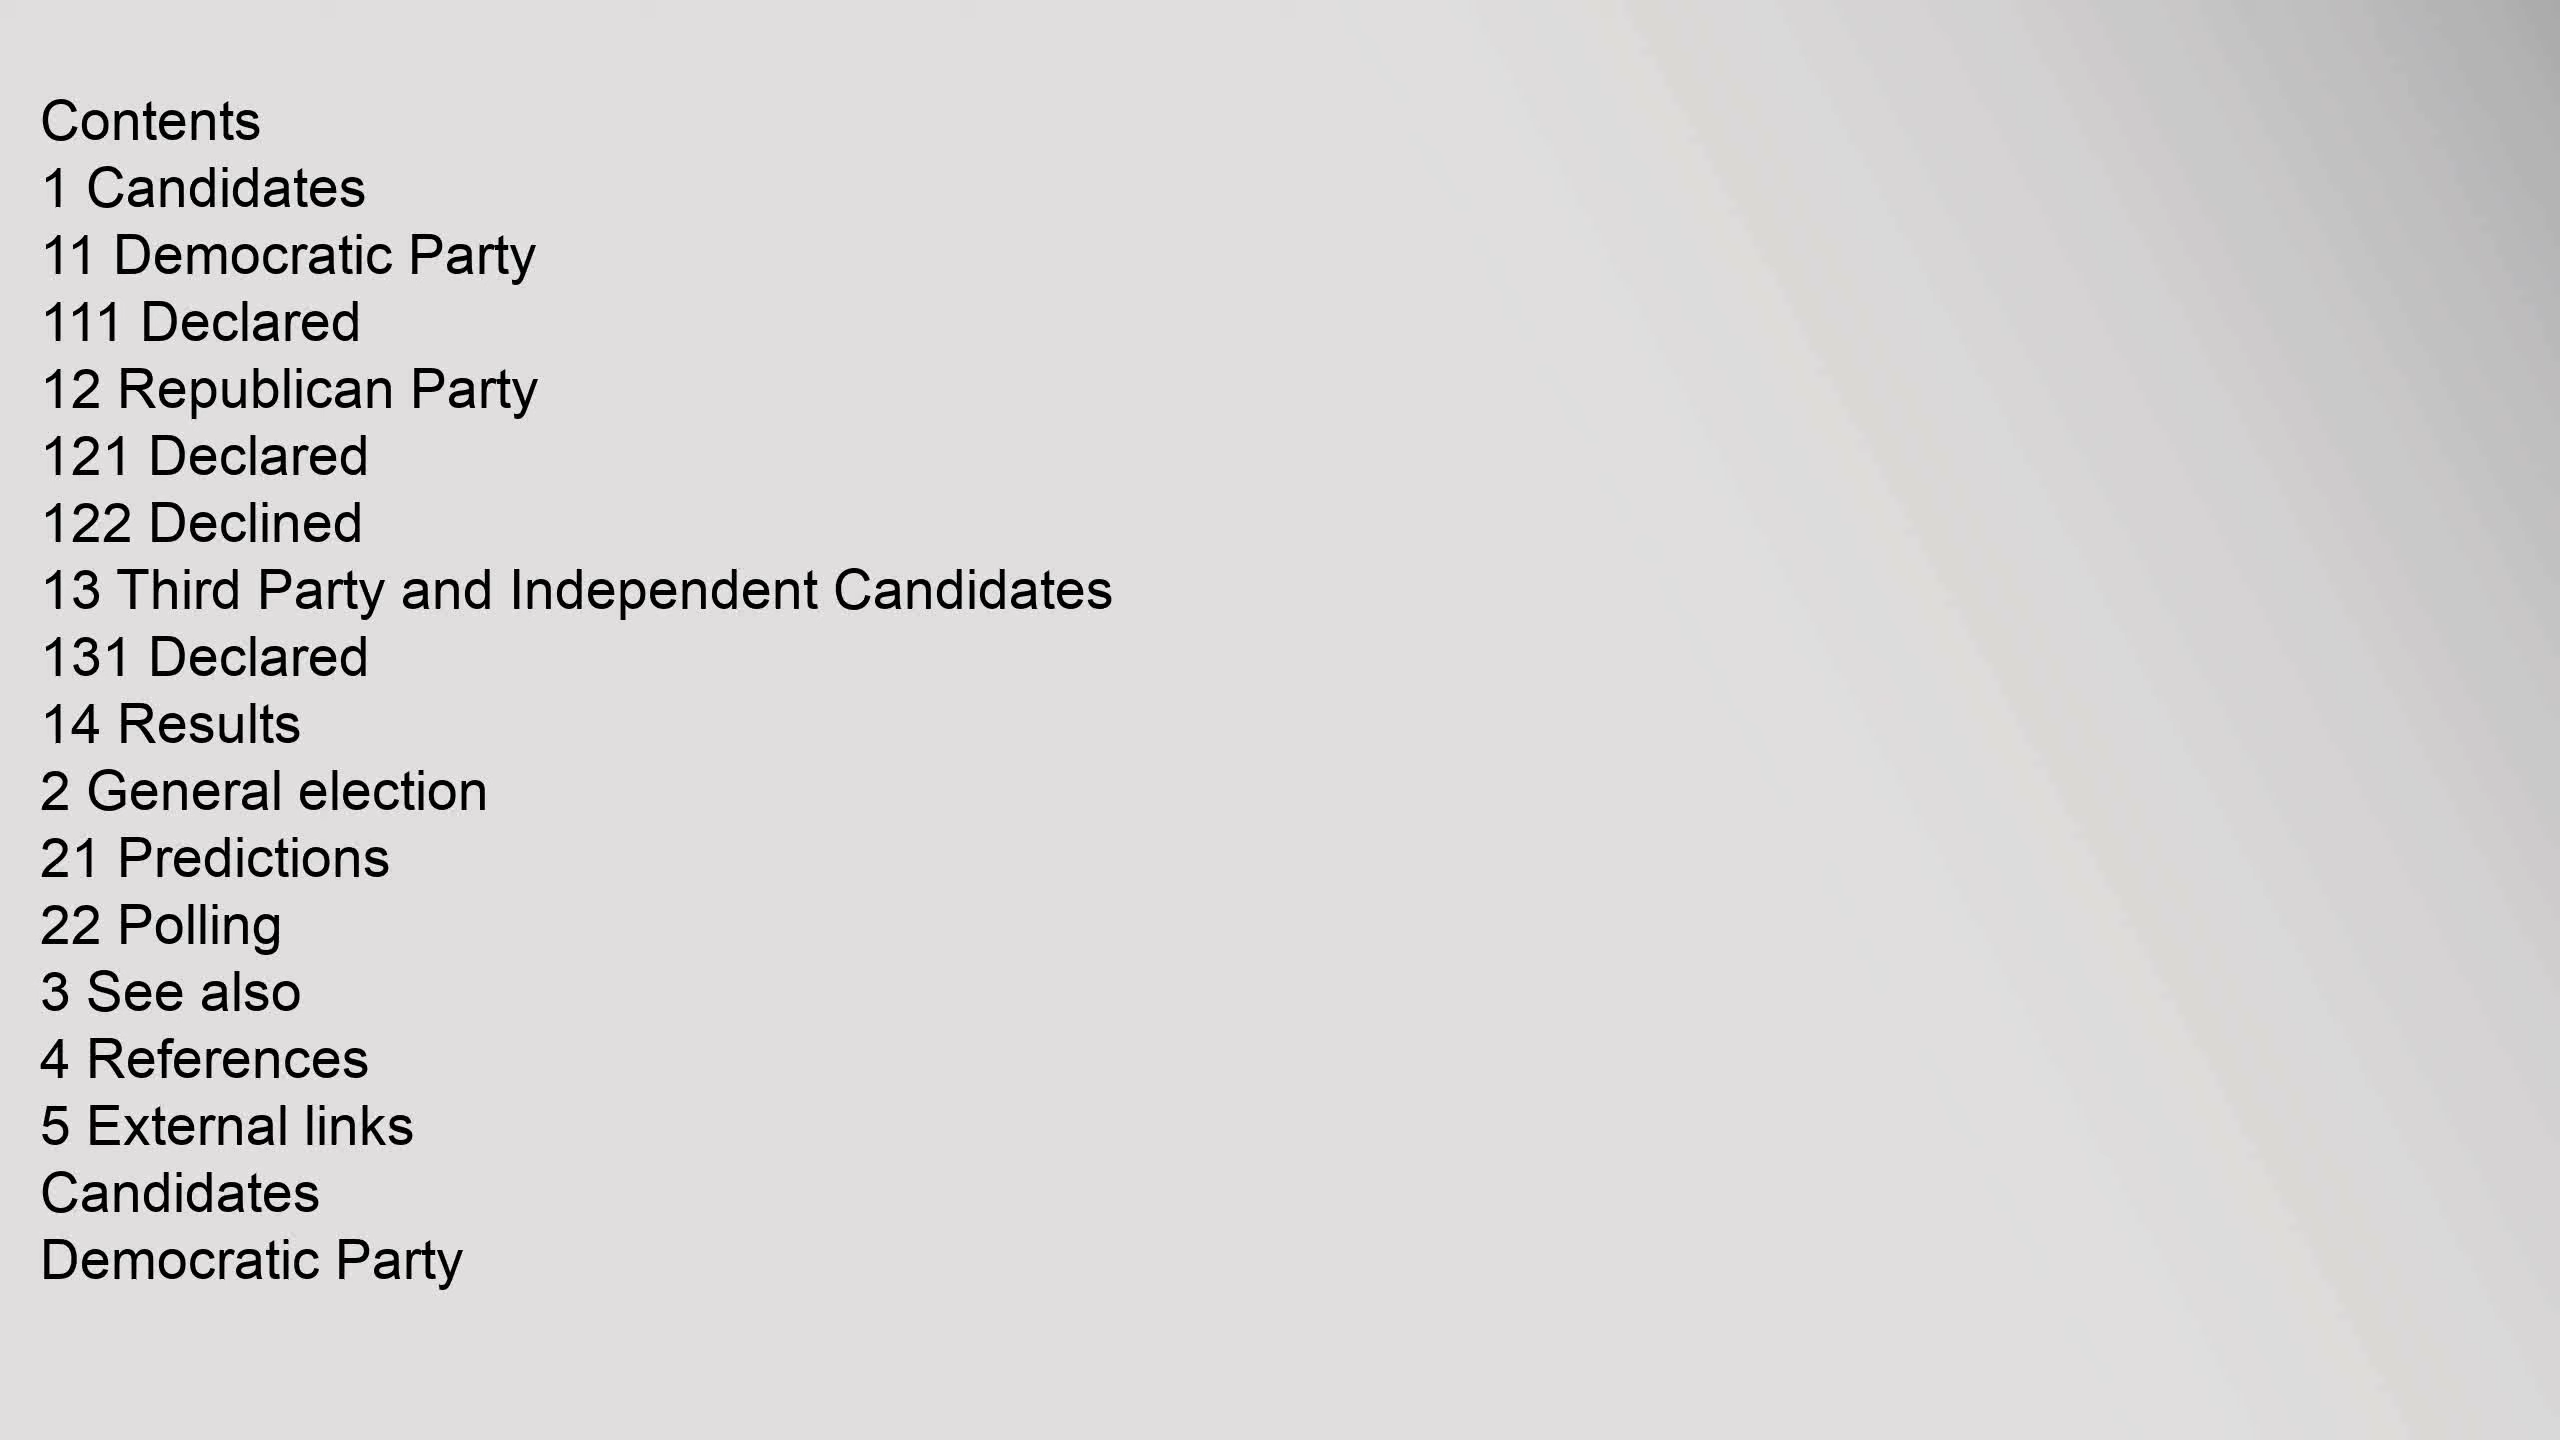 Contents
1 Candidates
11 Democratic Party
111 Declared
12 Republican Party
121 Declared
122 Declined
13 Third Party and Independent Candidates
131 Declared
14 Results
2 General election
21 Predictions
22 Polling
3 See also
4 References
5 External links
Candidates
Democratic Party